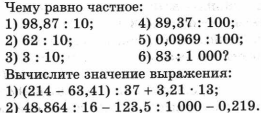 Чему равно частное:
1) 98,87 : 10; 4) 89,37 : 100;
2) 62 : 10; 5) 0,0969 : 100;
3) 3 : 10; 6) 83 : 1 000?
Вычислите значение выражения:
1) (214 − 63,41) : 37 + 3,21 · 13;
2) 48,864 : 16 − 123,5 : 1 000 − 0,219.